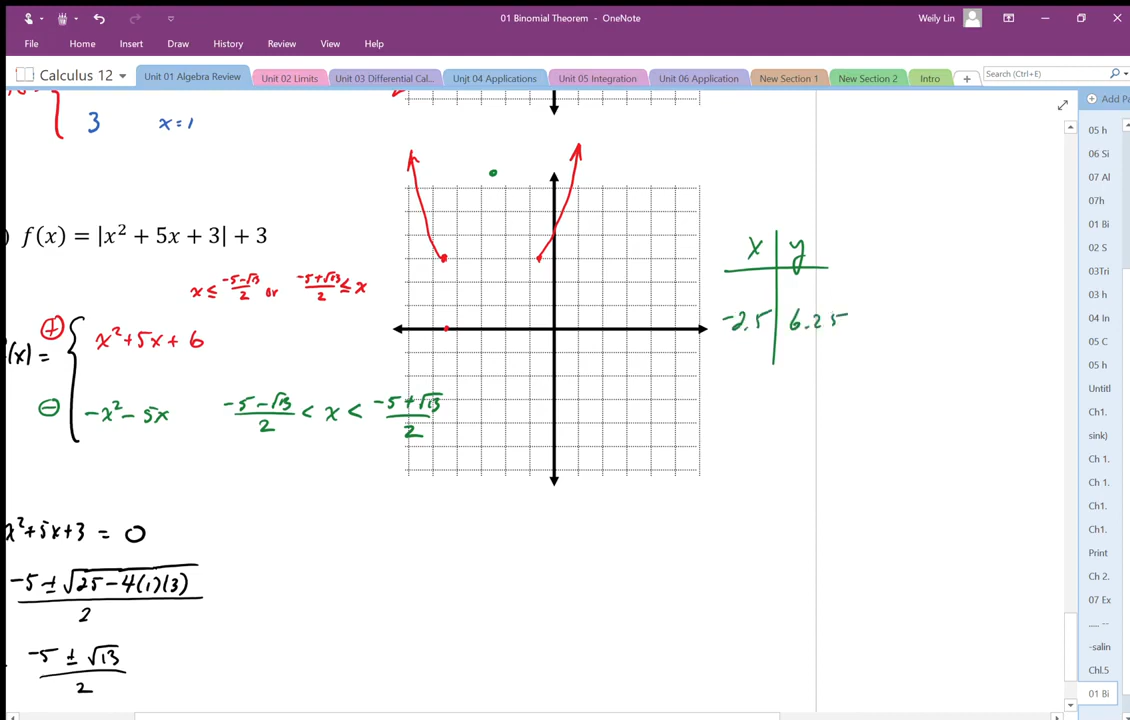 01 Binomial Theorem - OneNote
Weily Lin
File Home Insert Draw History Review View Help
Calculus 12
Unit 01 Algebra Review
Unit 02 Limits
Unit 03 Differential Cal...
Unit 04 Applications
Unit 05 Integration
Unit 06 Application
New Section 1
New Section 2
Intro
Search (Ctrl+E)
Add Pa
3 x=1
) f(x) = |x² + 5x + 3| + 3
x ≤ (-5-√13)/2 or (-5+√13)/2 ≤ x
+ x²+5x+6
(x) =
- -x²-5x (-5-√13)/2 < x < (-5+√13)/2
x²+5x+3 = 0
-5±√25-4(1)(3)
2
-5±√13
2
x y
-2.5 6.25
05 h
06 Si
07 Al
07h
01 Bi
02 S
03Tri
03 h
04 In
05 C
05 h
Untitl
Ch1.
sink)
Ch 1.
Ch 1.
Ch1.
Ch1.
Print
Ch 2.
07 Ex
.... --
-salin
Chl.5
01 Bi